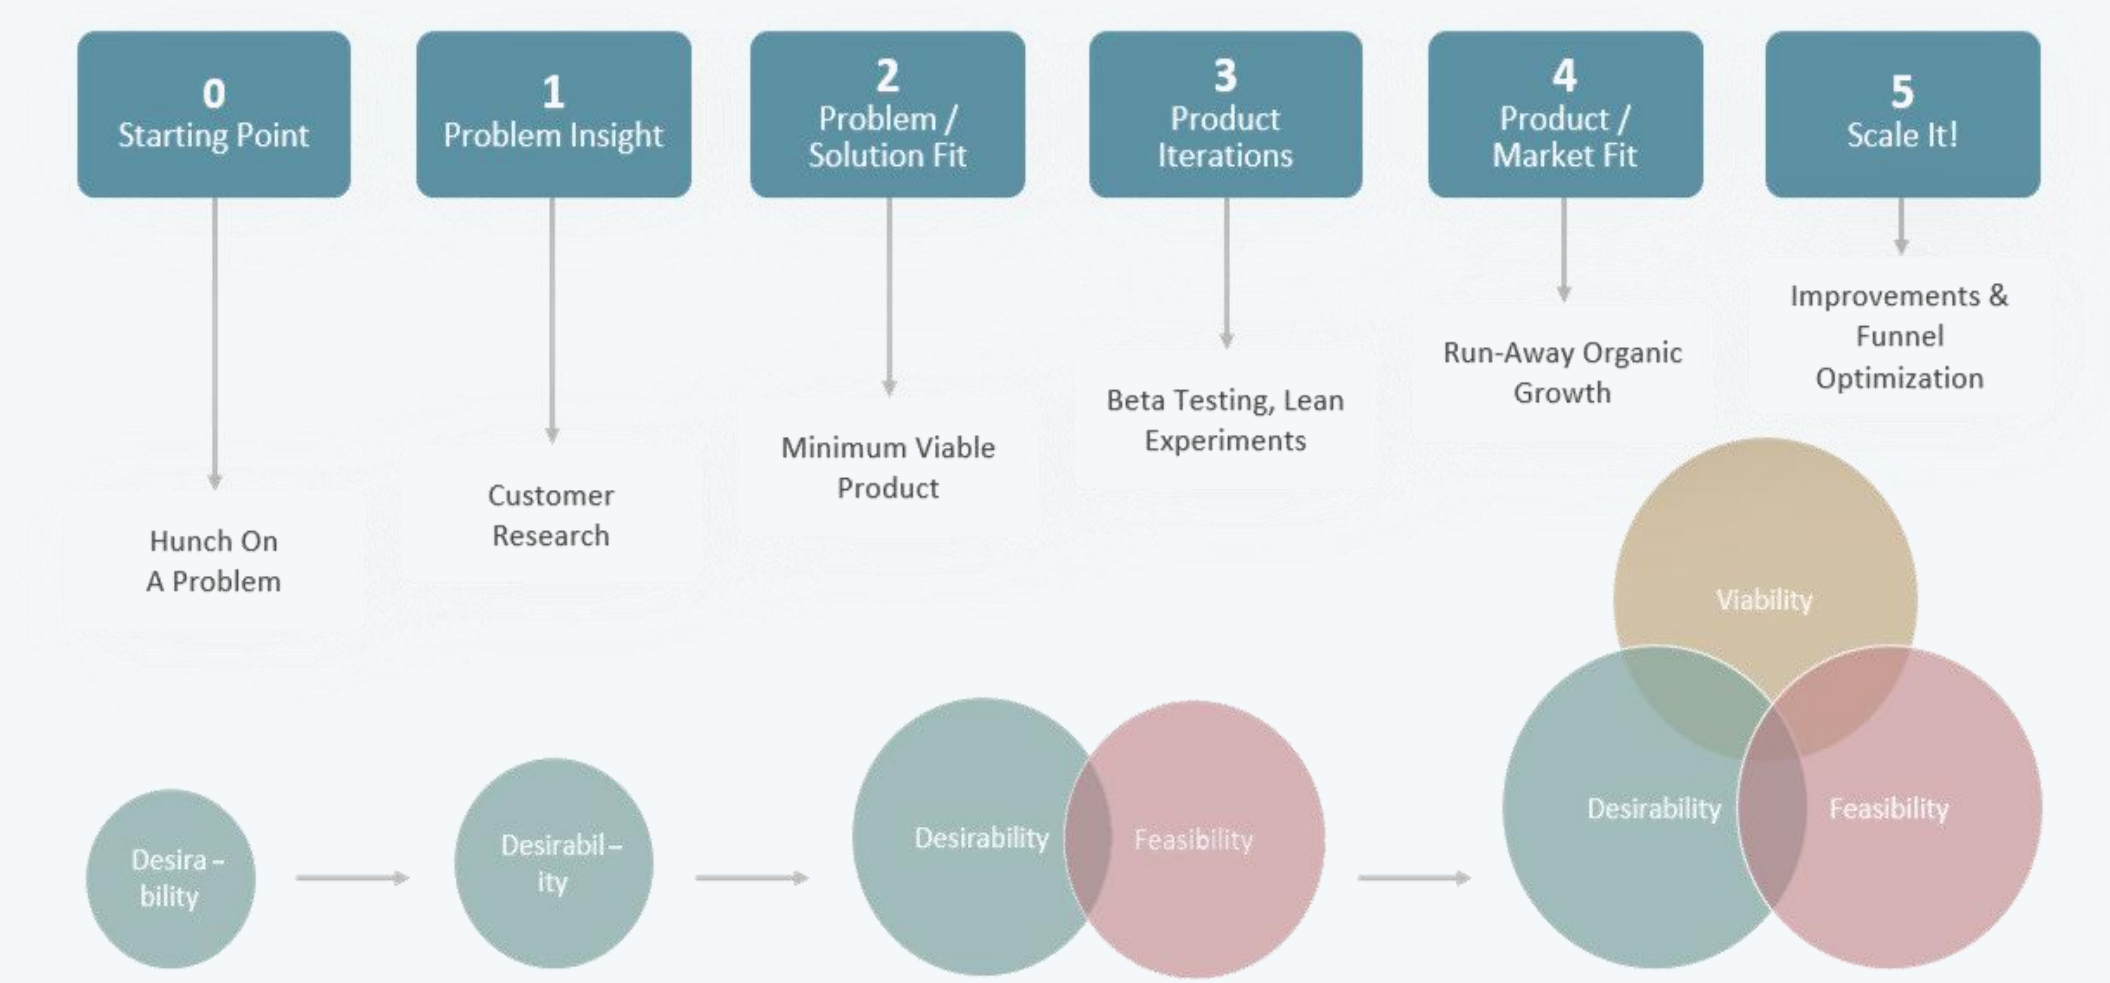 0
Starting Point
1
Problem Insight
2
Problem /
Solution Fit
3
Product
Iterations
4
Product /
Market Fit
5
Scale It!
Hunch On
A Problem
Customer
Research
Minimum Viable
Product
Beta Testing, Lean
Experiments
Run-Away Organic
Growth
Improvements &
Funnel
Optimization
Desira–
bility
Desirabil–
ity
Desirability
Feasibility
Viability
Desirability
Feasibility